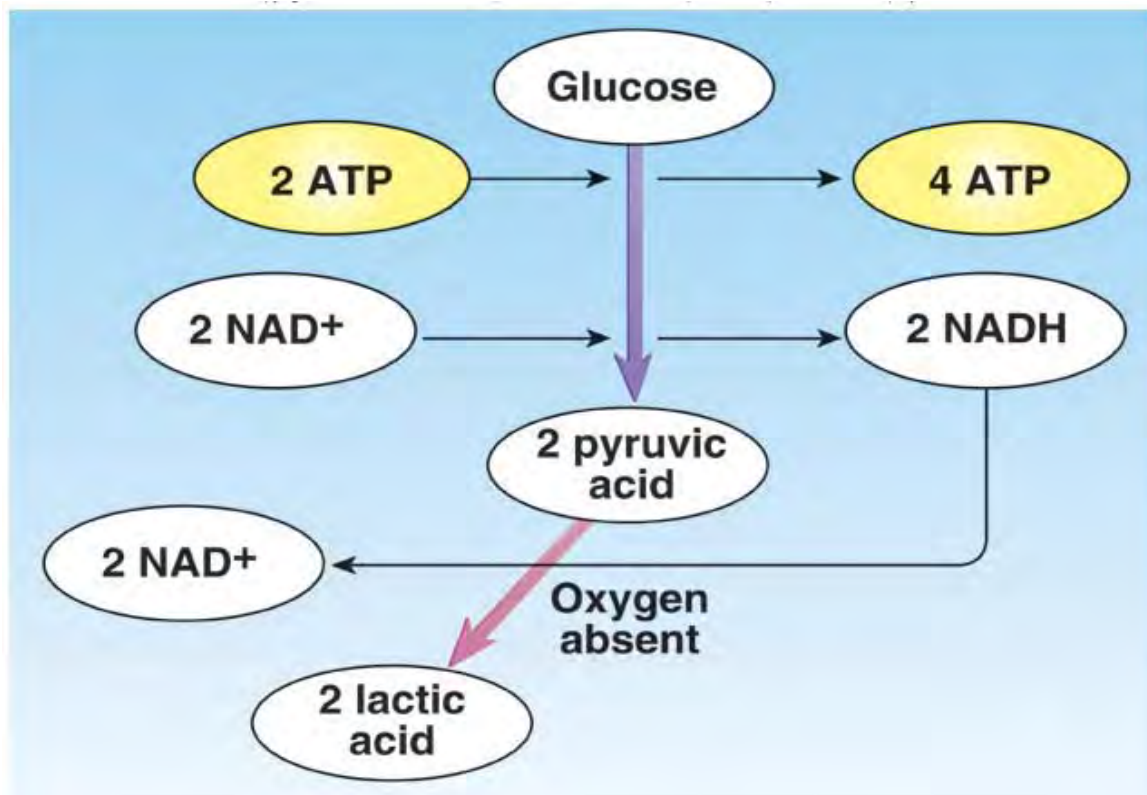 Glucose
2 ATP
4 ATP
2 NAD+
2 NADH
2 pyruvic
acid
2 NAD+
Oxygen
absent
2 lactic
acid